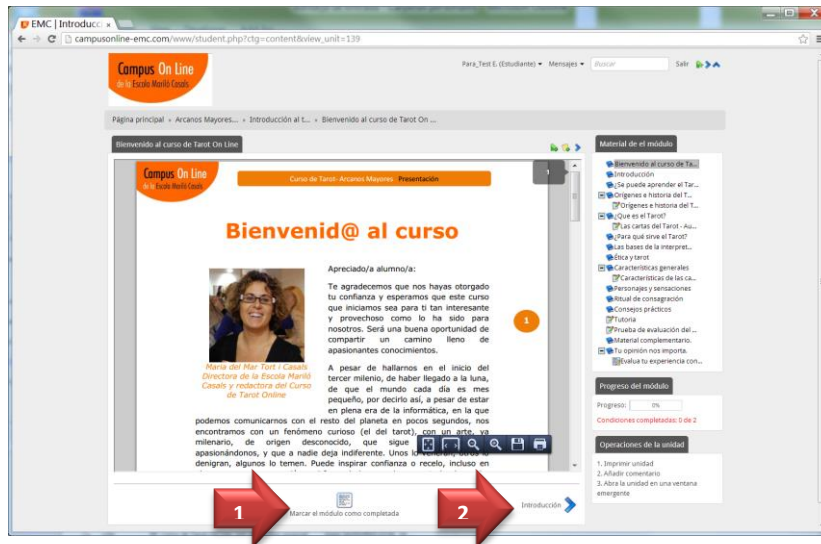 EMC | Introducci
campusonline-emc.com/www/student.php?ctg=content&view_unit=139
Campus On Line
de la Escola Mariló Casals
Para_Test E. (Estudiante) Mensajes
Buscar
Salir
Página principal » Arcanos Mayores... » Introducción al t... » Bienvenido al curso de Tarot On ...
Bienvenido al curso de Tarot On Line
Campus On Line
de la Escola Mariló Casals
Curso de Tarot- Arcanos Mayores Presentación
1
Bienvenid@ al curso
Apreciado/a alumno/a:
Te agradecemos que nos hayas otorgado
tu confianza y esperamos que este curso
que iniciamos sea para ti tan interesante
y provechoso como lo ha sido para
nosotros. Será una buena oportunidad de
compartir un camino lleno de
apasionantes conocimientos.
1
María del Mar Tort i Casals
Directora de la Escola Mariló
Casals y redactora del Curso
de Tarot Online
A pesar de hallarnos en el inicio del
tercer milenio, de haber llegado a la luna,
de que el mundo cada día es mes
pequeño, por decirlo así, a pesar de estar
en plena era de la informática, en la que
podemos comunicarnos con el resto del planeta en pocos segundos, nos
encontramos con un fenómeno curioso (el del tarot), con un arte, ya
milenario, de origen desconocido, que sigue
apasionándonos, y que a nadie deja indiferente. Unos lo
denigran, algunos lo temen. Puede inspirar confianza o recelo, incluso en
1
Marcar el módulo como completada
2
Introducción
Material de el módulo
Bienvenido al curso de Ta...
Introducción
¿Se puede aprender el Tar...
Orígenes e historia del T...
Orígenes e historia del T...
¿Que es el Tarot?
Las cartas del Tarot - Au...
¿Para qué sirve el Tarot?
Las bases de la interpret...
Ética y tarot
Características generales
Características de las ca...
Personajes y sensaciones
Ritual de consagración
Consejos prácticos
Tutoria
Prueba de evaluación del ...
Material complementario.
Tu opinión nos importa.
Evalua tu experiencia con...
Progreso del módulo
Progreso: 0%
Condiciones completadas: 0 de 2
Operaciones de la unidad
1. Imprimir unidad
2. Añadir comentario
3. Abra la unidad en una ventana
emergente